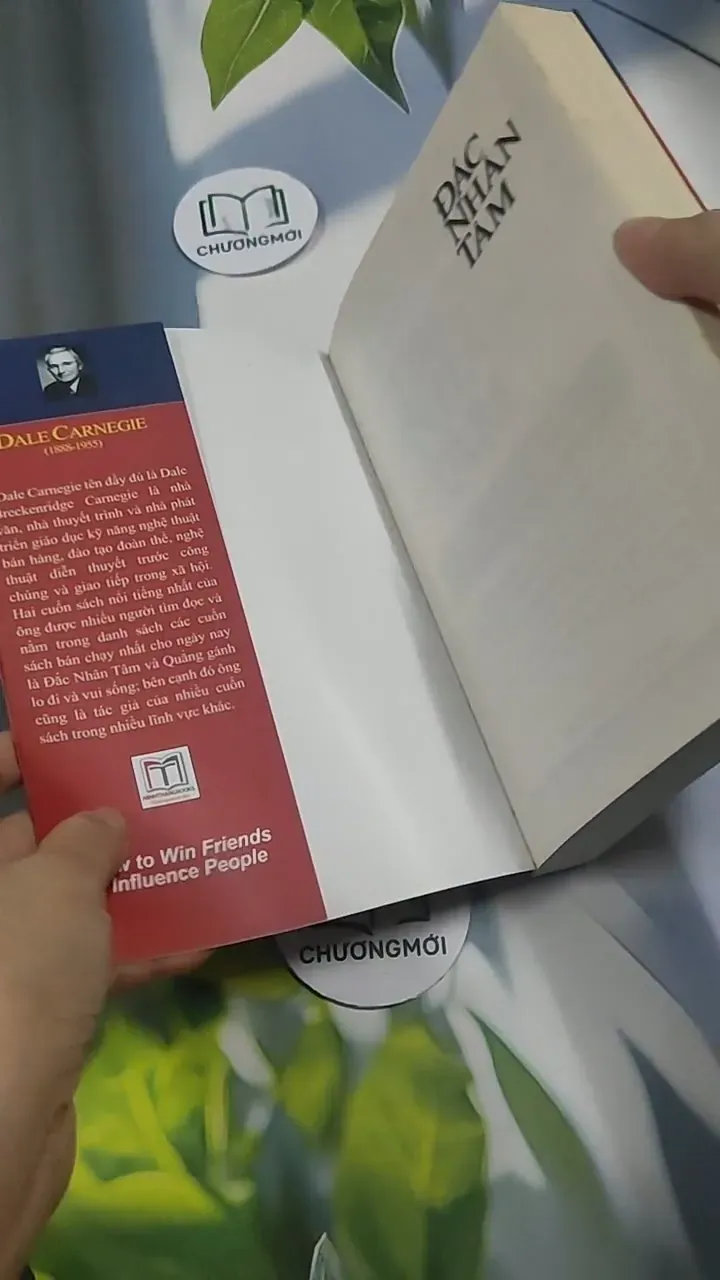 CHƯƠNGMỚI
ĐẮC
NHÂN
TÂM
DALE CARNEGIE
(1888-1955)
Dale Carnegie tên đầy đủ là Dale
Breckenridge Carnegie là nhà
văn, nhà thuyết trình và nhà phát
triển giáo dục kỹ năng nghệ thuật
bán hàng, đào tạo đoàn thể, nghệ
thuật diễn thuyết trước công
chúng và giao tiếp trong xã hội.
Hai cuốn sách nổi tiếng nhất của
ông được nhiều người tìm đọc và
nằm trong danh sách các cuốn
sách bán chạy nhất cho ngày nay
là Đắc Nhân Tâm và Quẳng gánh
lo đi và vui sống; bên cạnh đó ông
cũng là tác giả của nhiều cuốn
sách trong nhiều lĩnh vực khác.
to Win Friends
Influence People
CHƯƠNGMỚI